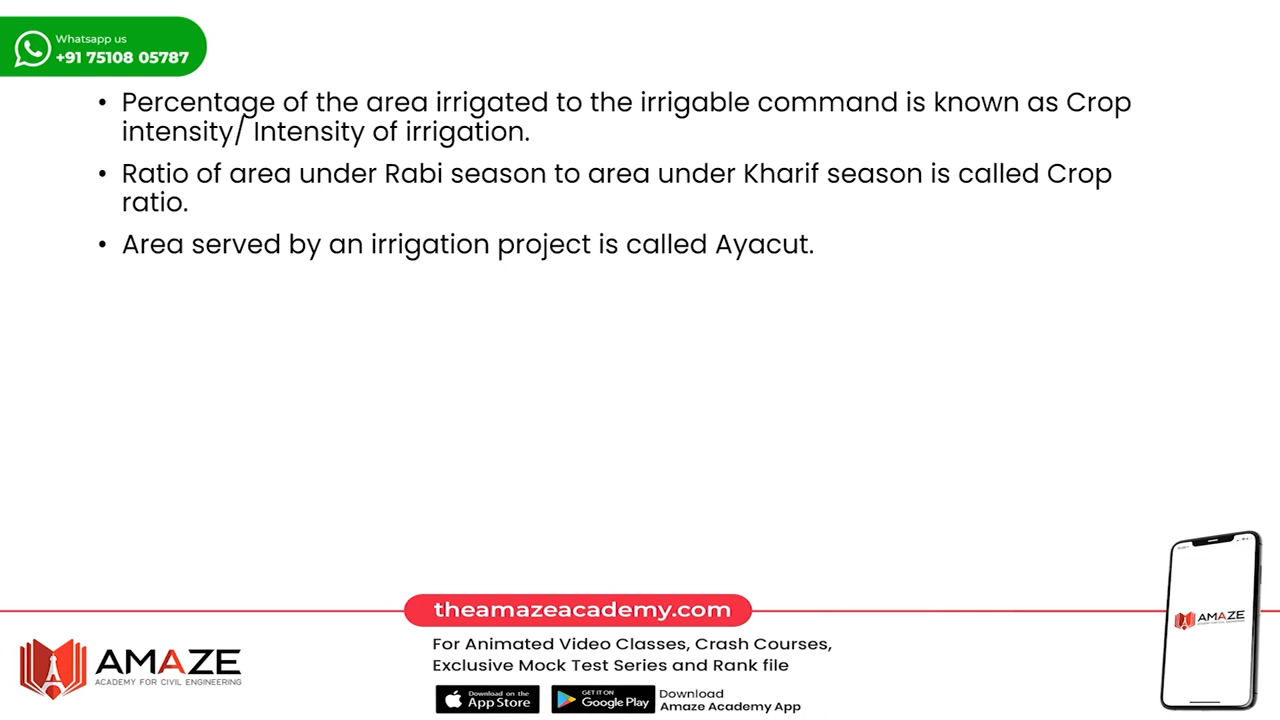 Whatsapp us
+91 75108 05787
• Percentage of the area irrigated to the irrigable command is known as Crop
intensity/ Intensity of irrigation.
• Ratio of area under Rabi season to area under Kharif season is called Crop
ratio.
• Area served by an irrigation project is called Ayacut.
theamazeacademy.com
For Animated Video Classes, Crash Courses,
Exclusive Mock Test Series and Rank file
AMAZE
ACADEMY FOR CIVIL ENGINEERING
Download on the
App Store
GET IT ON
Google Play
Download
Amaze Academy App
AMAZE
ACADEMY FOR CIVIL ENGINEERING